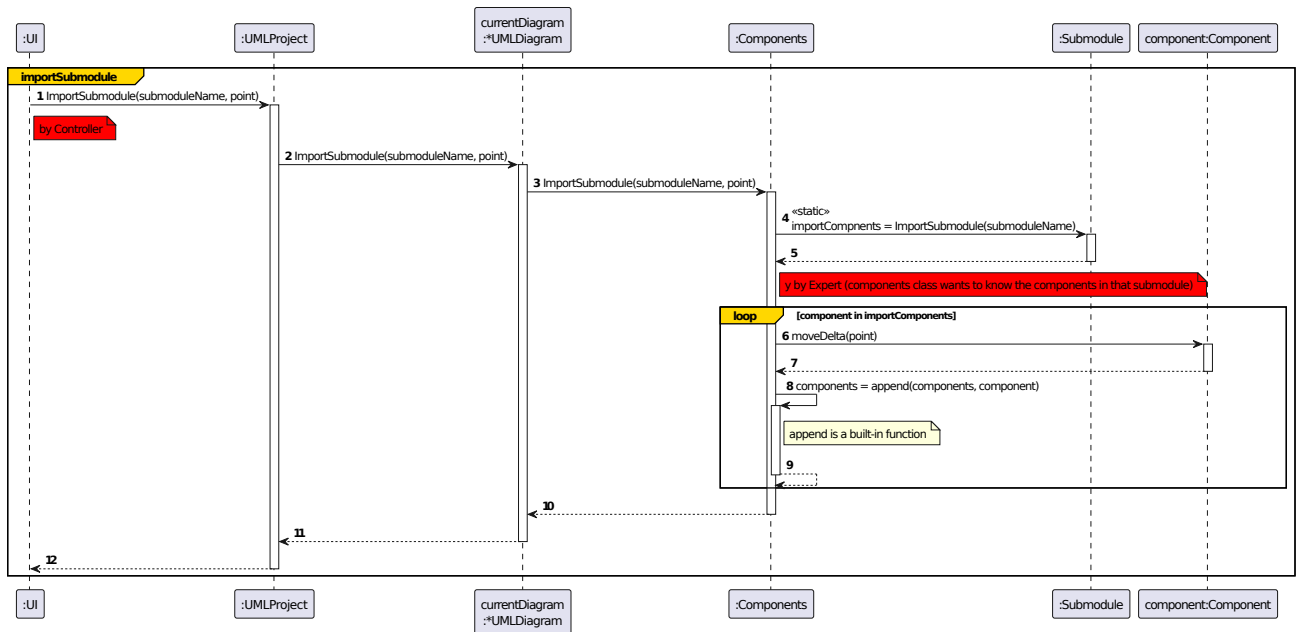 currentDiagram
:UI
:UMLProject
:*UMLDiagram
:Components
:Submodule
component:Component
importSubmodule
1 ImportSubmodule(submoduleName, point)
by Controller
2 ImportSubmodule(submoduleName, point)
3 ImportSubmodule(submoduleName, point)
4 «static»
importCompnents = ImportSubmodule(submoduleName)
5
y by Expert (components class wants to know the components in that submodule)
loop [component in importComponents]
6 moveDelta(point)
7
8 components = append(components, component)
append is a built-in function
9
10
11
12
:UI
:UMLProject
currentDiagram
:*UMLDiagram
:Components
:Submodule
component:Component